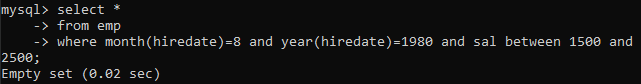 mysql> select *
    -> from emp
    -> where month(hiredate)=8 and year(hiredate)=1980 and sal between 1500 and
2500;
Empty set (0.02 sec)